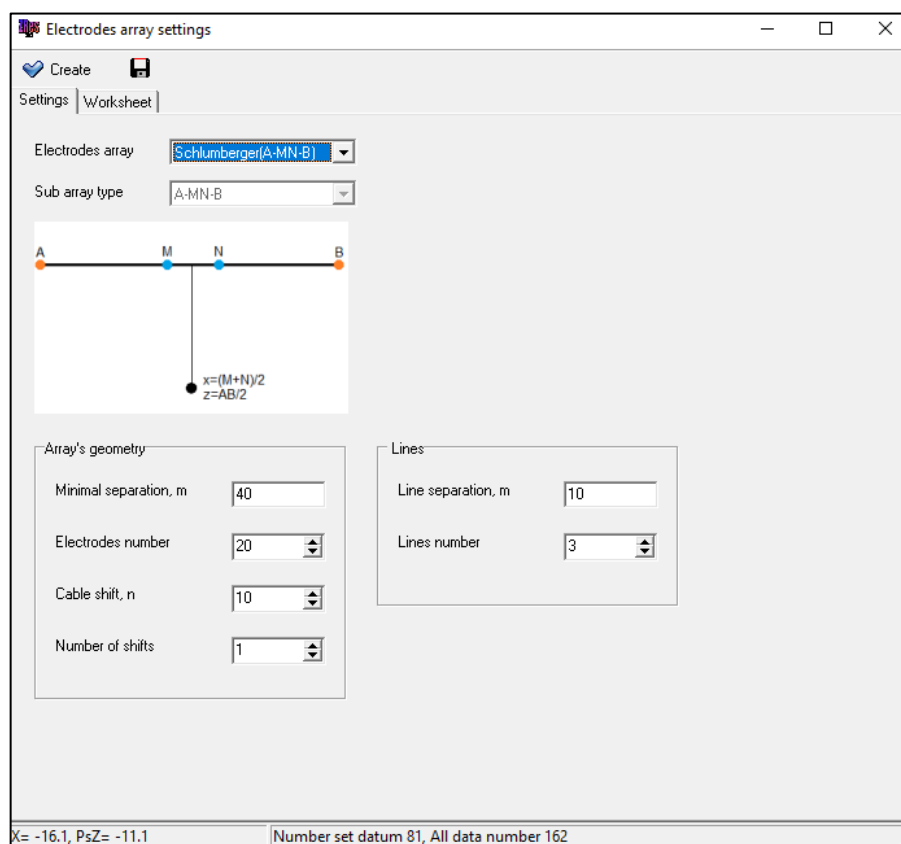 Electrodes array settings
Create
Settings Worksheet
Electrodes array Schlumberger(A-MN-B)
Sub array type A-MN-B
A M N B
x=(M+N)/2
z=AB/2
Array's geometry
Minimal separation, m 40
Electrodes number 20
Cable shift, n 10
Number of shifts 1
Lines
Line separation, m 10
Lines number 3
X= -16.1, PsZ= -11.1 Number set datum 81, All data number 162